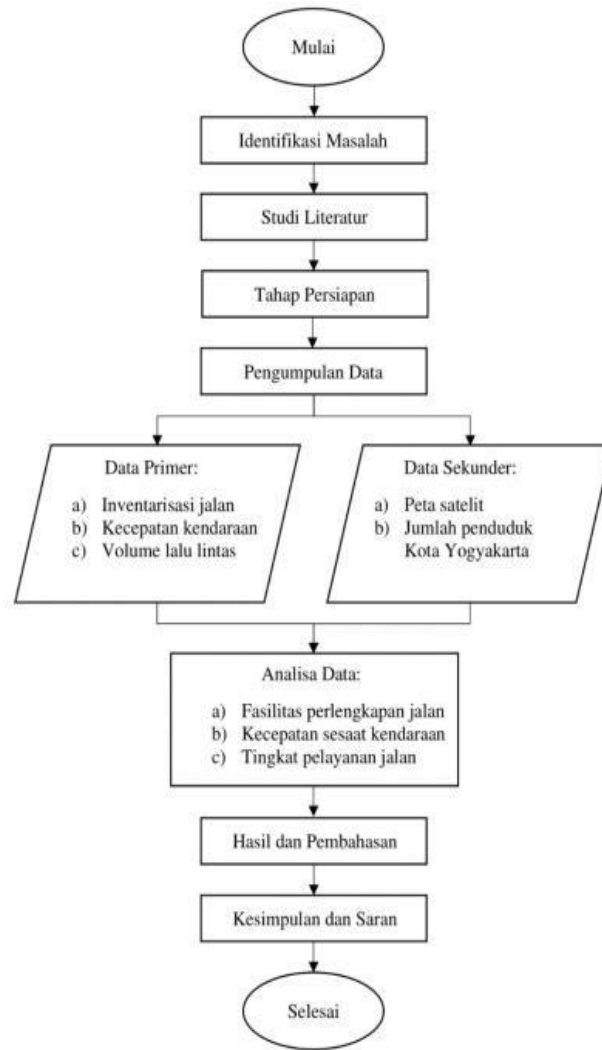 Mulai
Identifikasi Masalah
Studi Literatur
Tahap Persiapan
Pengumpulan Data
Data Primer:
a) Inventarisasi jalan
b) Kecepatan kendaraan
c) Volume lalu lintas
Data Sekunder:
a) Peta satelit
b) Jumlah penduduk
Kota Yogyakarta
Analisa Data:
a) Fasilitas perlengkapan jalan
b) Kecepatan sesaat kendaraan
c) Tingkat pelayanan jalan
Hasil dan Pembahasan
Kesimpulan dan Saran
Selesai